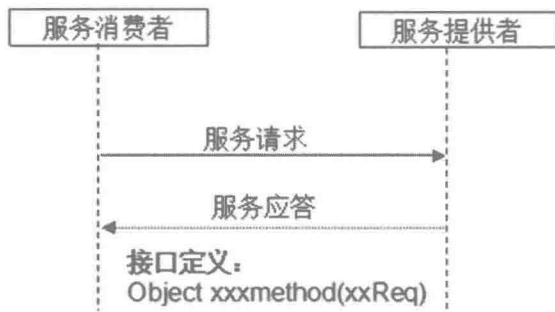 服务消费者
服务提供者
服务请求
服务应答
接口定义：
Object xxxmethod(xxReq)